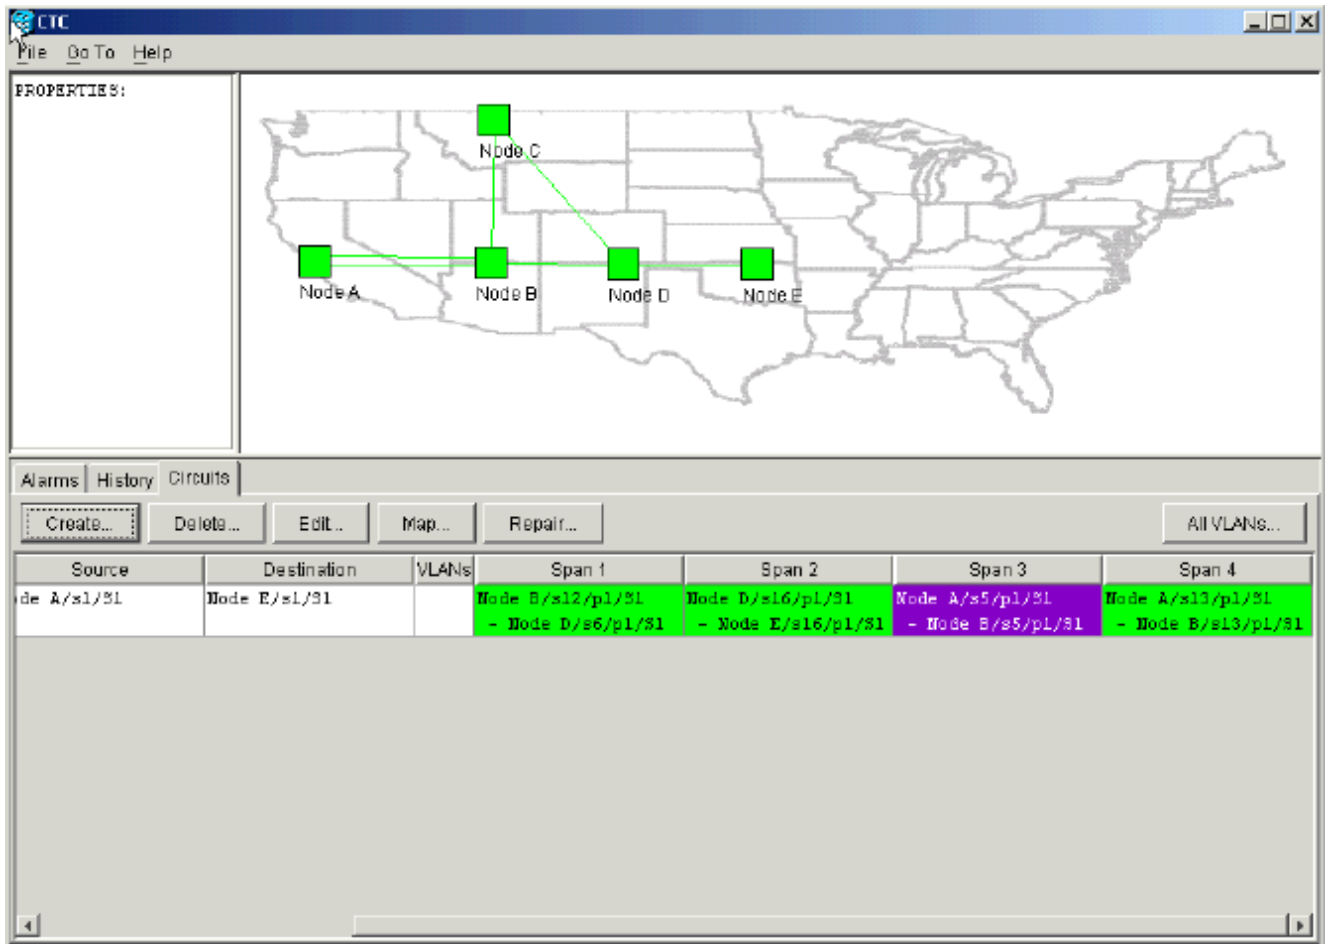 CTC
File Go To Help
PROPERTIES:
Node C
Node A
Node B
Node D
Node E
Alarms History Circuits
Create... Delete... Edit... Map... Repair... All VLANs...
Source Destination VLANs Span 1 Span 2 Span 3 Span 4
de A/s1/S1 Node E/s1/S1 Node B/s12/p1/S1 Node D/s16/p1/S1 Node A/s5/p1/S1 Node A/s13/p1/S1
- Node D/s6/p1/S1 - Node E/s16/p1/S1 - Node B/s5/p1/S1 - Node B/s13/p1/S1